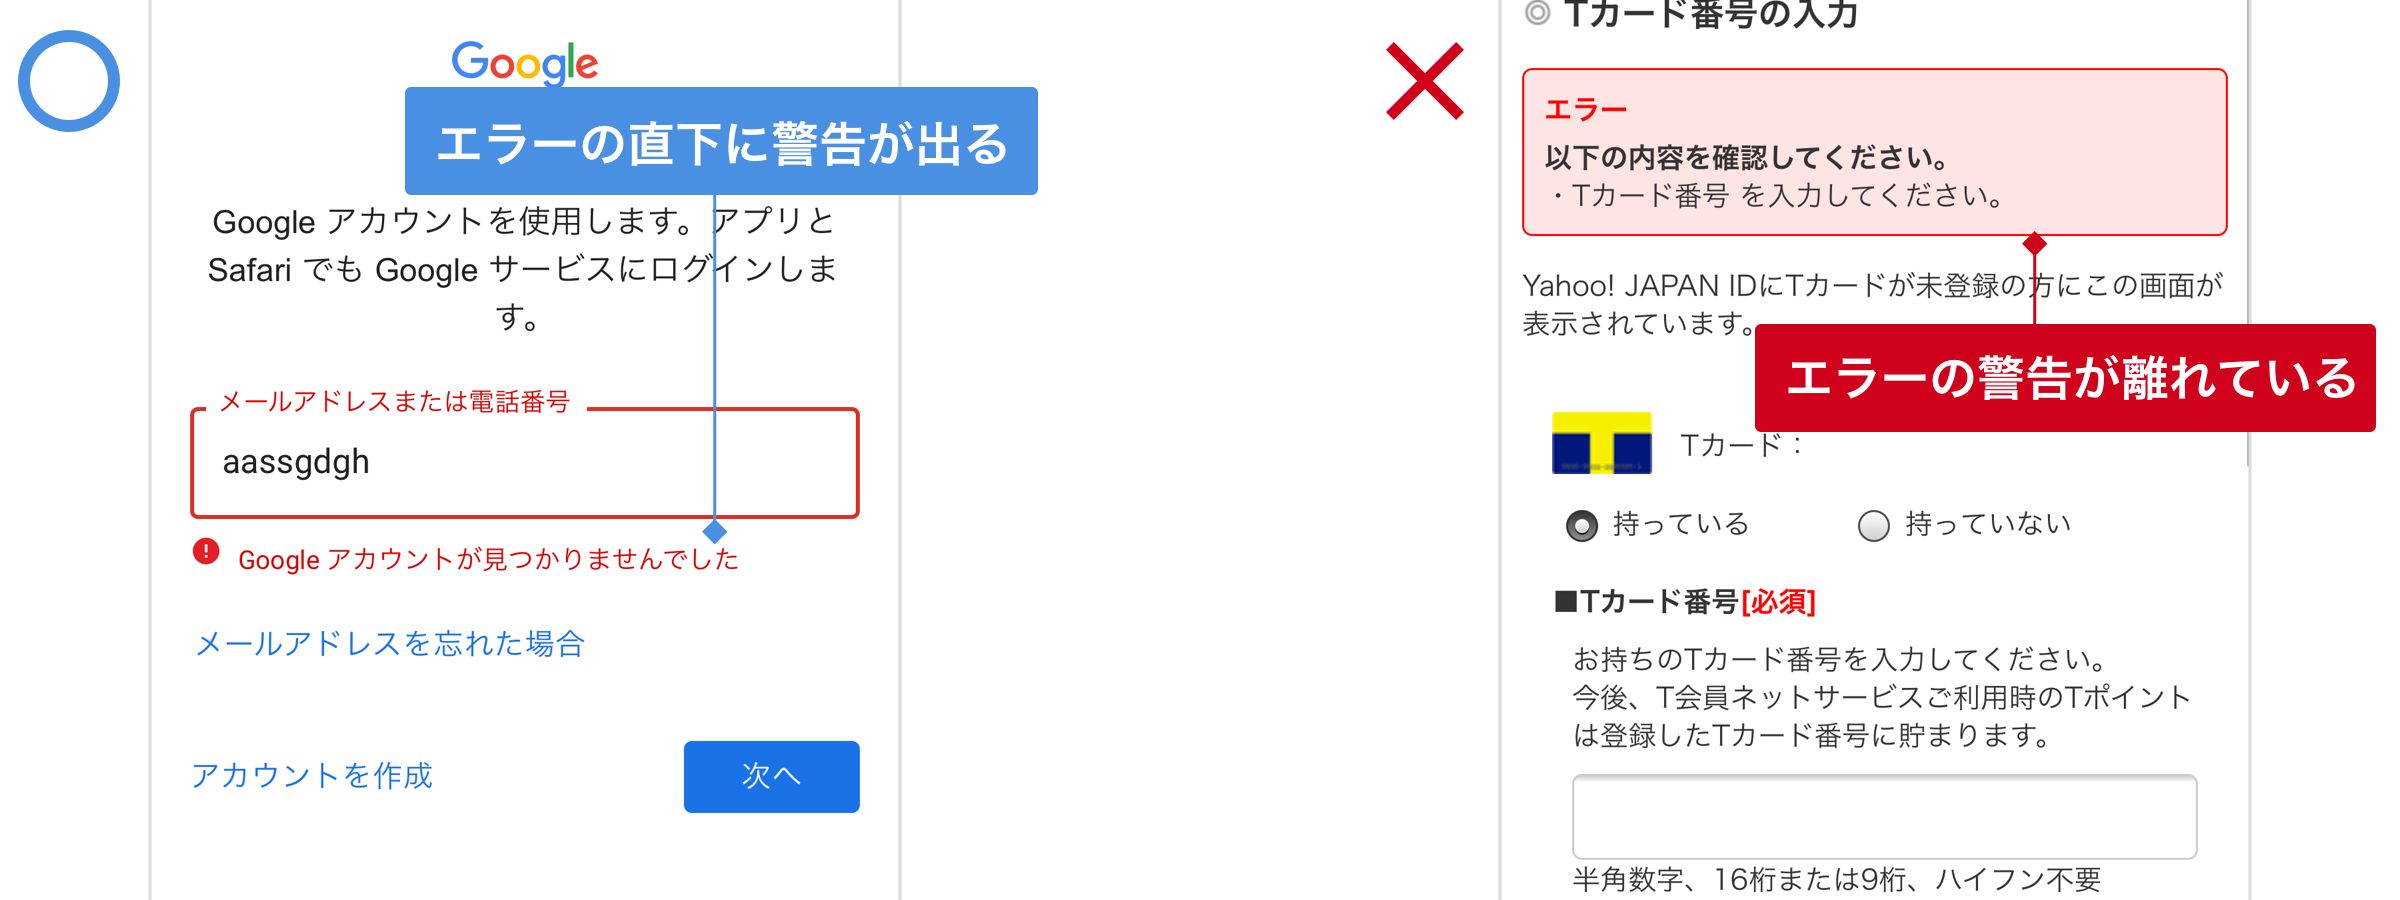 Google
エラーの直下に警告が出る
Google アカウントを使用します。アプリと
Safari でも Google サービスにログインしま
す。
メールアドレスまたは電話番号
aassgdgh
Google アカウントが見つかりませんでした
メールアドレスを忘れた場合
アカウントを作成
次へ
◎ Tカード番号の入力
エラー
以下の内容を確認してください。
・Tカード番号 を入力してください。
Yahoo! JAPAN IDにTカードが未登録の方にこの画面が
表示されています。
エラーの警告が離れている
Tカード：
持っている
持っていない
■Tカード番号[必須]
お持ちのTカード番号を入力してください。
今後、T会員ネットサービスご利用時のTポイント
は登録したTカード番号に貯まります。
半角数字、16桁または9桁、ハイフン不要